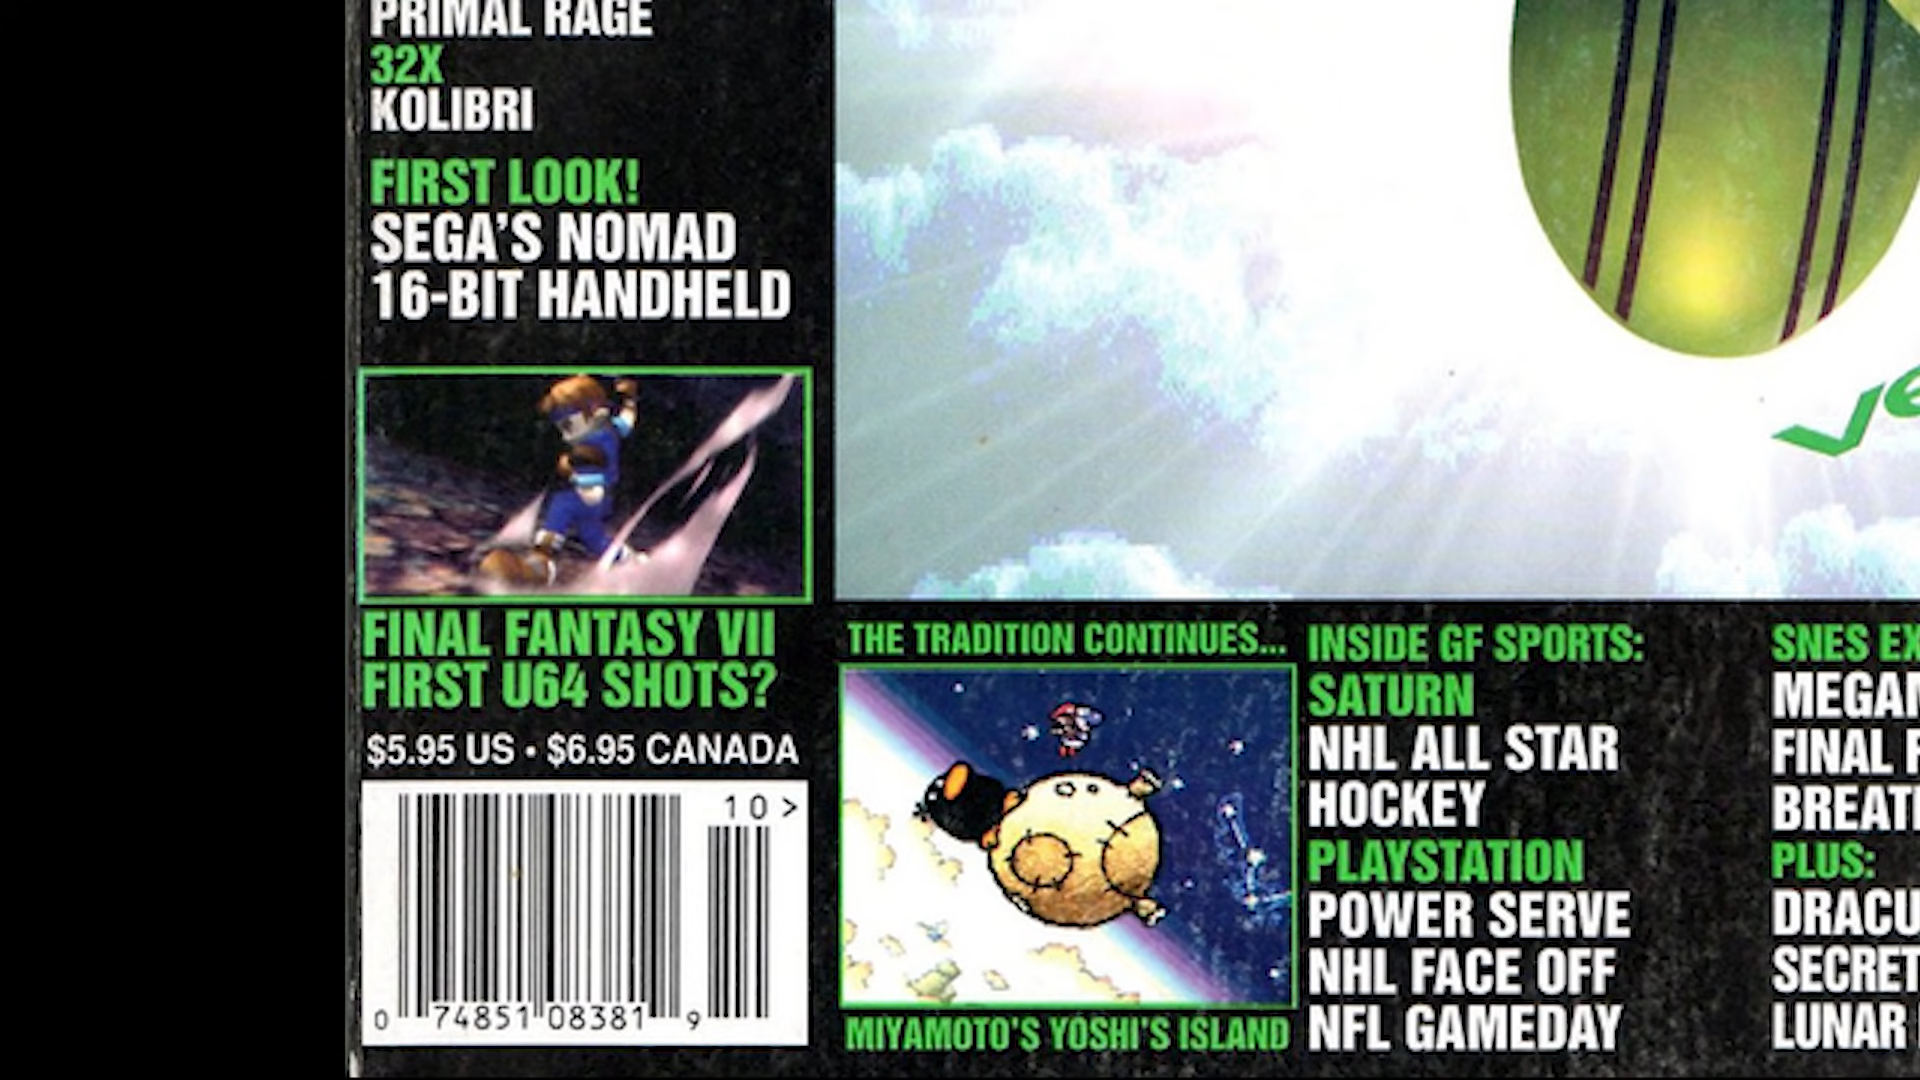 PRIMAL RAGE
32X
KOLIBRI
FIRST LOOK!
SEGA'S NOMAD
16-BIT HANDHELD
FINAL FANTASY VII
FIRST U64 SHOTS?
$5.95 US • $6.95 CANADA
10>
0 74851 08381 9
THE TRADITION CONTINUES...
MIYAMOTO'S YOSHI'S ISLAND
INSIDE GF SPORTS:
SATURN
NHL ALL STAR
HOCKEY
PLAYSTATION
POWER SERVE
NHL FACE OFF
NFL GAMEDAY
SNES
PLUS:
LUNAR